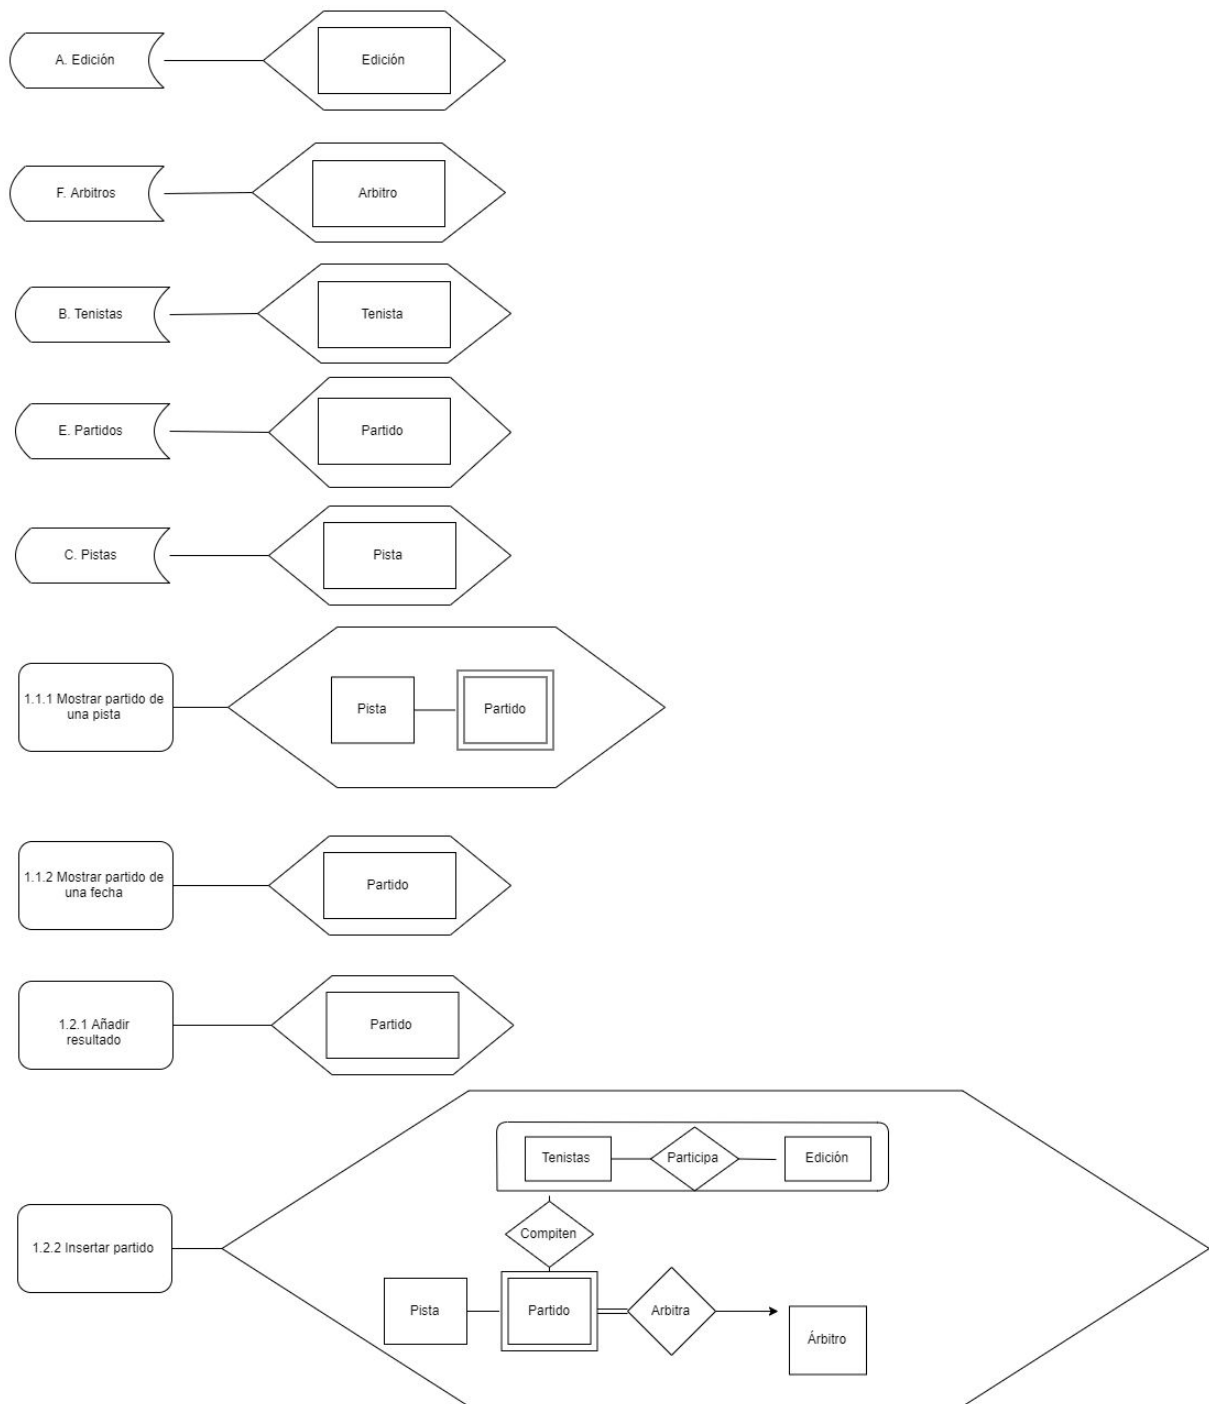 A. Edición
Edición
F. Arbitros
Arbitro
B. Tenistas
Tenista
E. Partidos
Partido
C. Pistas
Pista
1.1.1 Mostrar partido de
una pista
Pista
Partido
1.1.2 Mostrar partido de
una fecha
Partido
1.2.1 Añadir
resultado
Partido
Tenistas
Participa
Edición
Compiten
1.2.2 Insertar partido
Pista
Partido
Arbitra
Árbitro